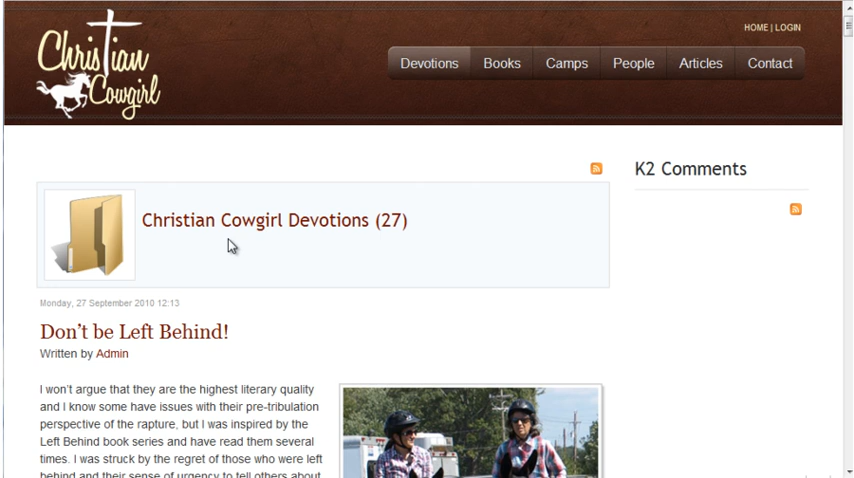 Christian
Cowgirl
HOME | LOGIN
Devotions
Books
Camps
People
Articles
Contact
K2 Comments
Christian Cowgirl Devotions (27)
Monday, 27 September 2010 12:13
Don't be Left Behind!
Written by Admin
I won't argue that they are the highest literary quality
and I know some have issues with their pre-tribulation
perspective of the rapture, but I was inspired by the
Left Behind book series and have read them several
times. I was struck by the regret of those who were left
behind and their sense of urgency to tell others about